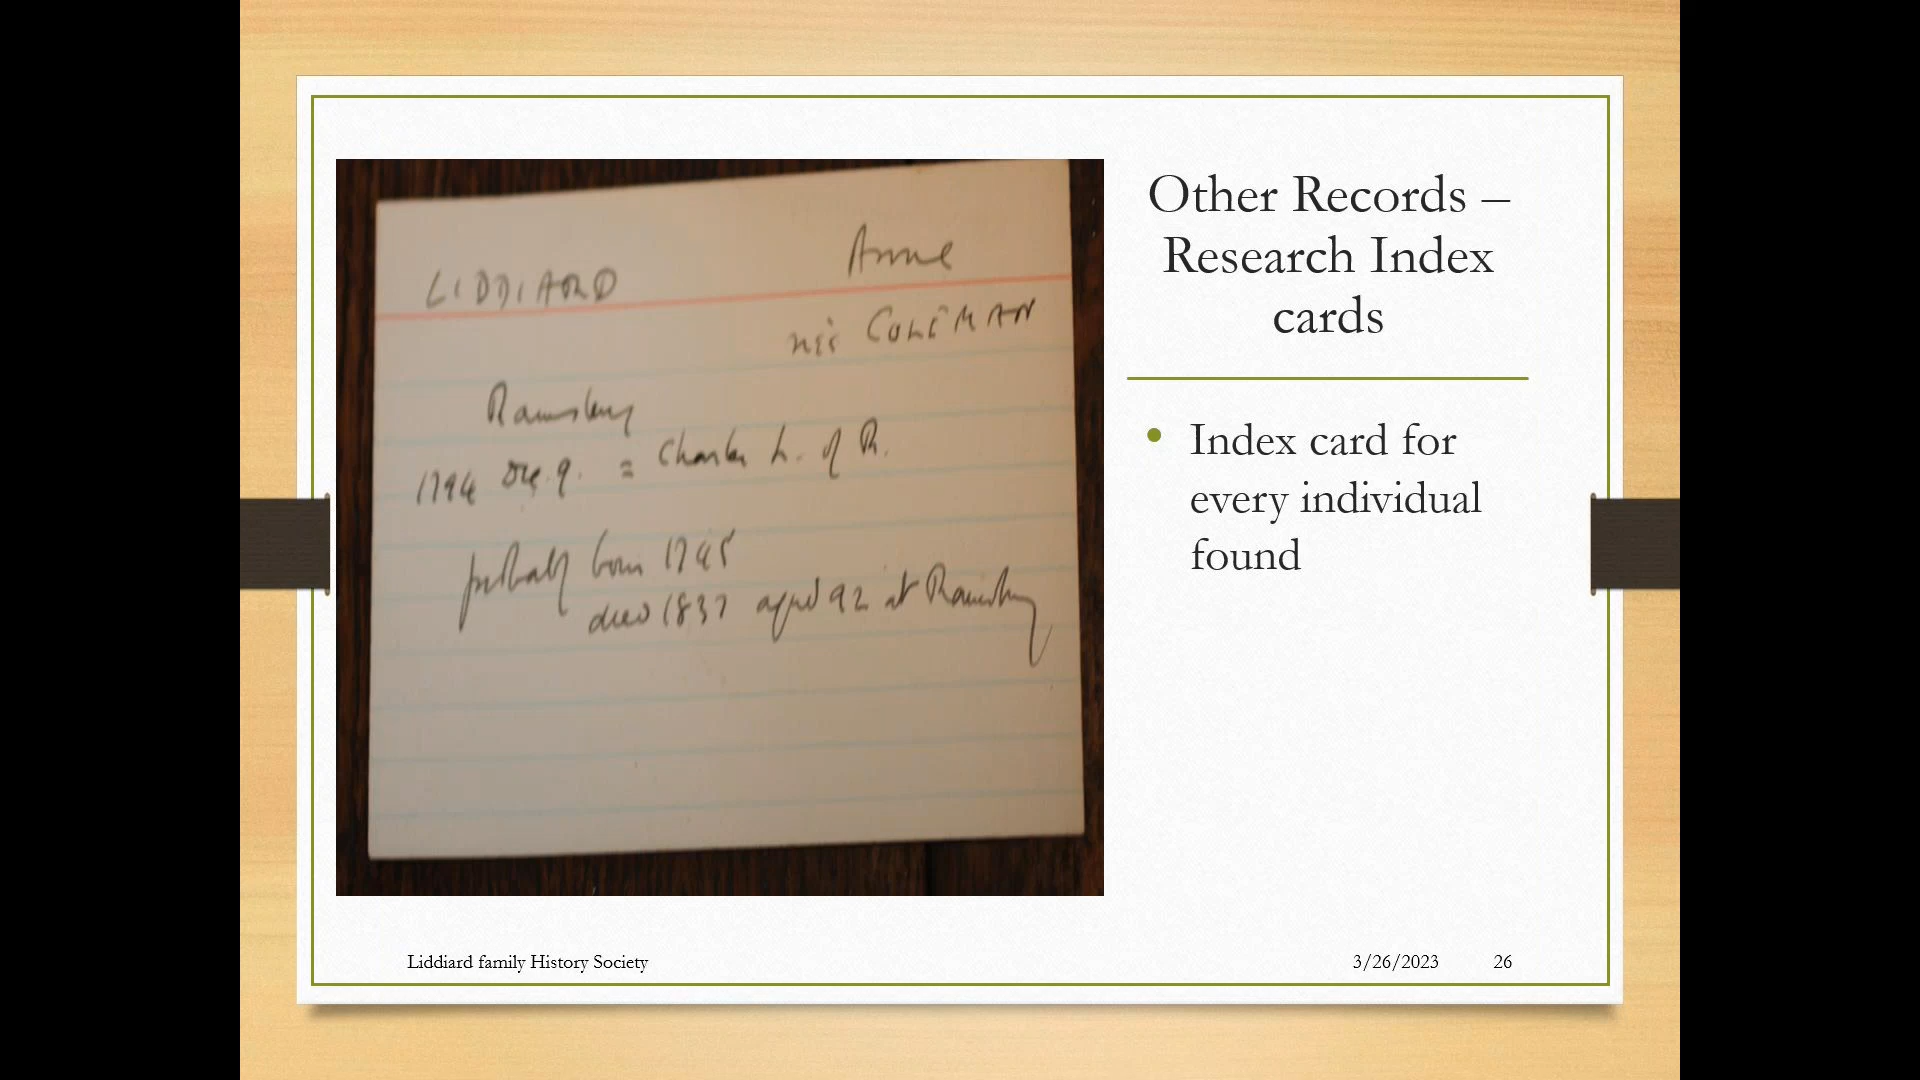 LIDDIARD Anne
née COLEMAN
Ramsbury
1794 Dec. 9. = Charles L. of R.
probably born 1745
died 1837 aged 92 at Ramsbury
Other Records –
Research Index
cards
• Index card for
every individual
found
Liddiard family History Society 3/26/2023 26